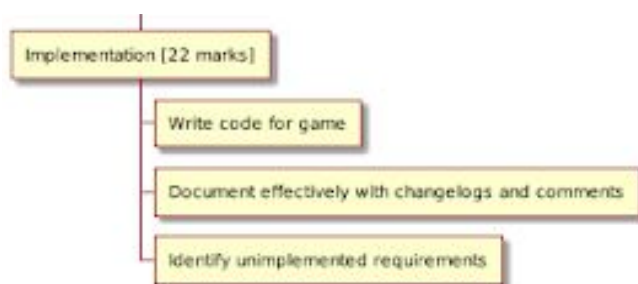 Implementation [22 marks]
Write code for game
Document effectively with changelogs and comments
Identify unimplemented requirements